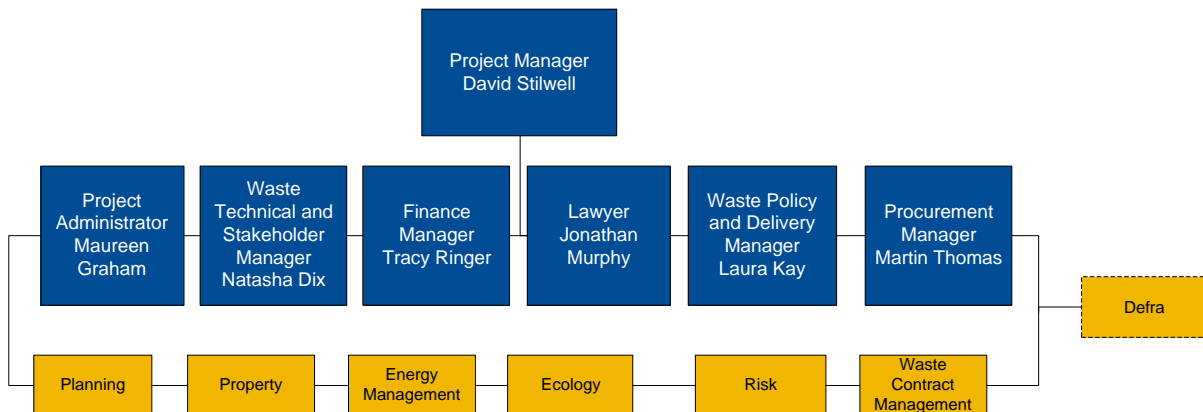 Project Manager
David Stilwell
Project
Administrator
Maureen
Graham
Waste
Technical and
Stakeholder
Manager
Natasha Dix
Finance
Manager
Tracy Ringer
Lawyer
Jonathan
Murphy
Waste Policy
and Delivery
Manager
Laura Kay
Procurement
Manager
Martin Thomas
Defra
Planning
Property
Energy
Management
Ecology
Risk
Waste
Contract
Management